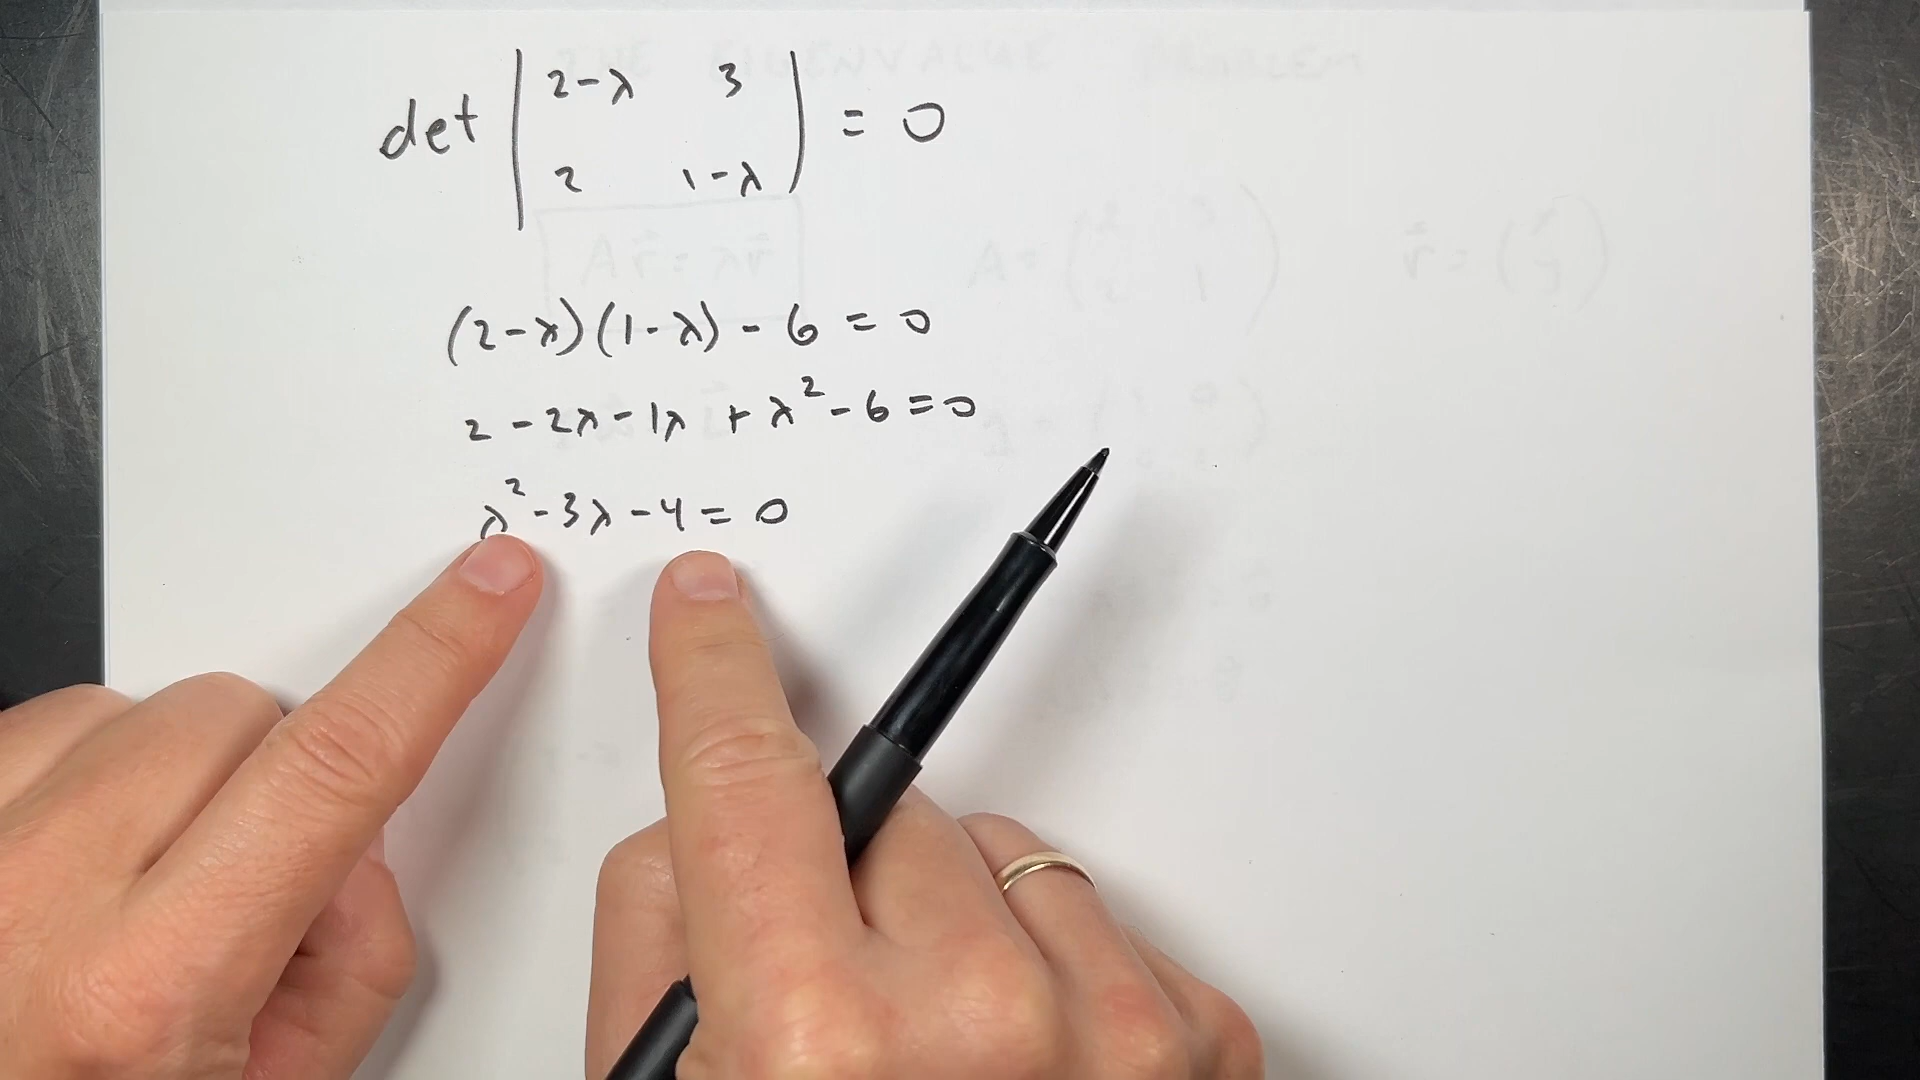 det | 2-λ 3 | = 0
2 1-λ
(2-λ)(1-λ) - 6 = 0
2 - 2λ - 1λ + λ² - 6 = 0
λ² - 3λ - 4 = 0